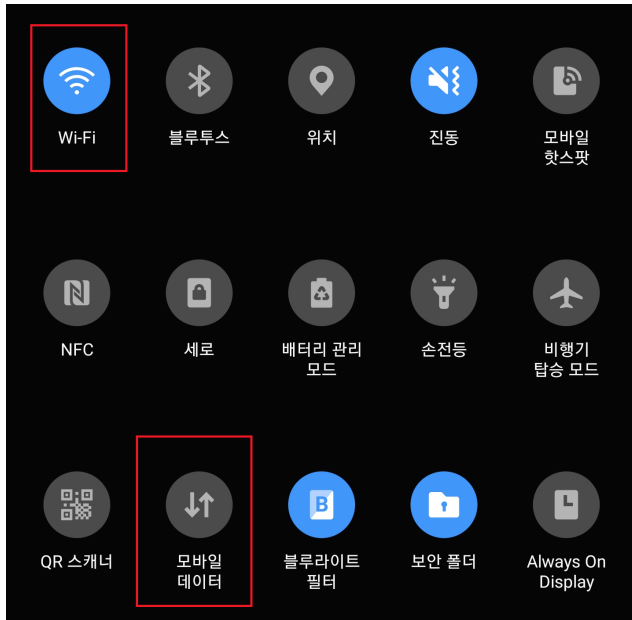 Wi-Fi
블루투스
위치
진동
모바일
핫스팟
NFC
세로
배터리 관리
모드
손전등
비행기
탑승 모드
B
QR 스캐너
모바일
데이터
블루라이트
필터
보안 폴더
Always On
Display